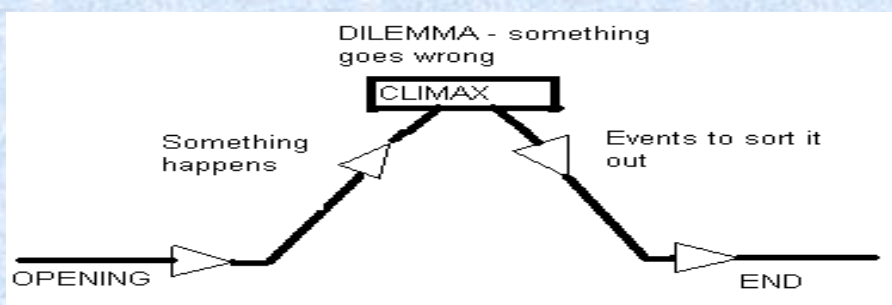 DILEMMA - something
goes wrong
CLIMAX
Something
happens
Events to sort it
out
OPENING
END